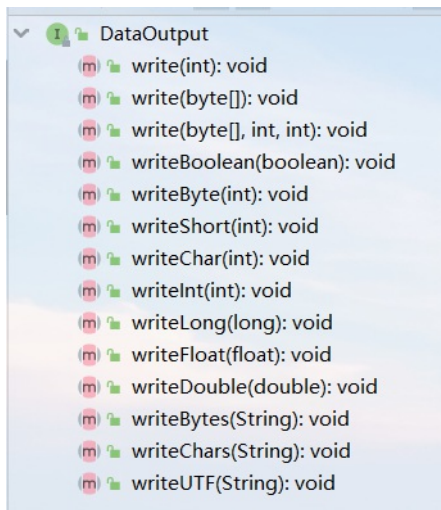 DataOutput
write(int): void
write(byte[]): void
write(byte[], int, int): void
writeBoolean(boolean): void
writeByte(int): void
writeShort(int): void
writeChar(int): void
writeInt(int): void
writeLong(long): void
writeFloat(float): void
writeDouble(double): void
writeBytes(String): void
writeChars(String): void
writeUTF(String): void